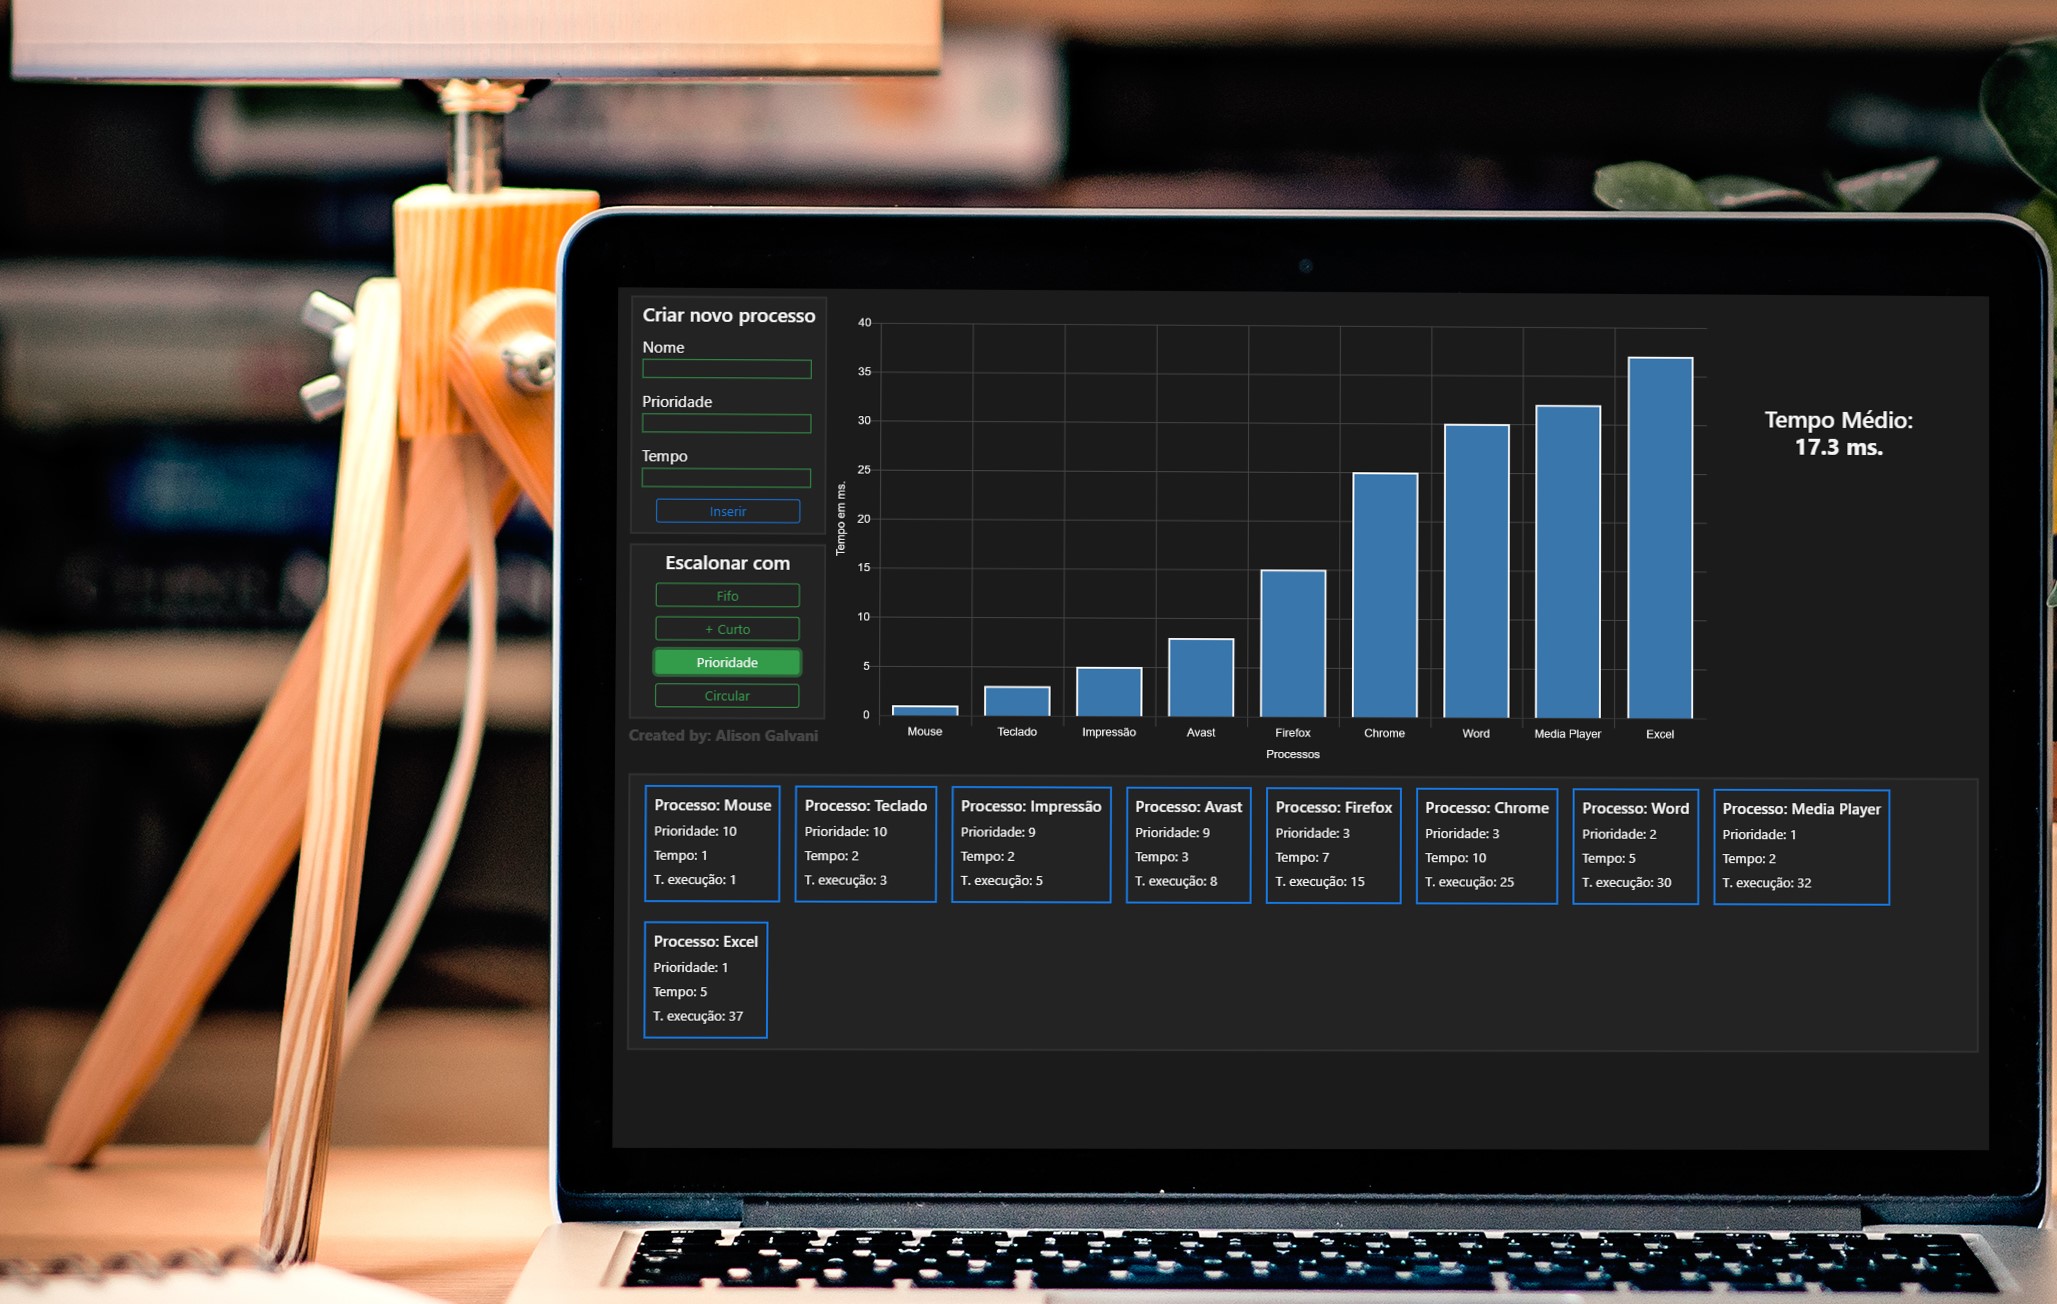 Criar novo processo
Nome
Prioridade
Tempo
Inserir
Escalonar com
Fifo
+ Curto
Prioridade
Circular
Created by: Alison Galvani
40
35
30
25
20
15
10
5
0
Tempo em ms.
Mouse
Teclado
Impressão
Avast
Firefox
Chrome
Word
Media Player
Excel
Processos
Tempo Médio:
17.3 ms.
Processo: Mouse
Prioridade: 10
Tempo: 1
T. execução: 1
Processo: Teclado
Prioridade: 10
Tempo: 2
T. execução: 3
Processo: Impressão
Prioridade: 9
Tempo: 2
T. execução: 5
Processo: Avast
Prioridade: 9
Tempo: 3
T. execução: 8
Processo: Firefox
Prioridade: 3
Tempo: 7
T. execução: 15
Processo: Chrome
Prioridade: 3
Tempo: 10
T. execução: 25
Processo: Word
Prioridade: 2
Tempo: 5
T. execução: 30
Processo: Media Player
Prioridade: 1
Tempo: 2
T. execução: 32
Processo: Excel
Prioridade: 1
Tempo: 5
T. execução: 37